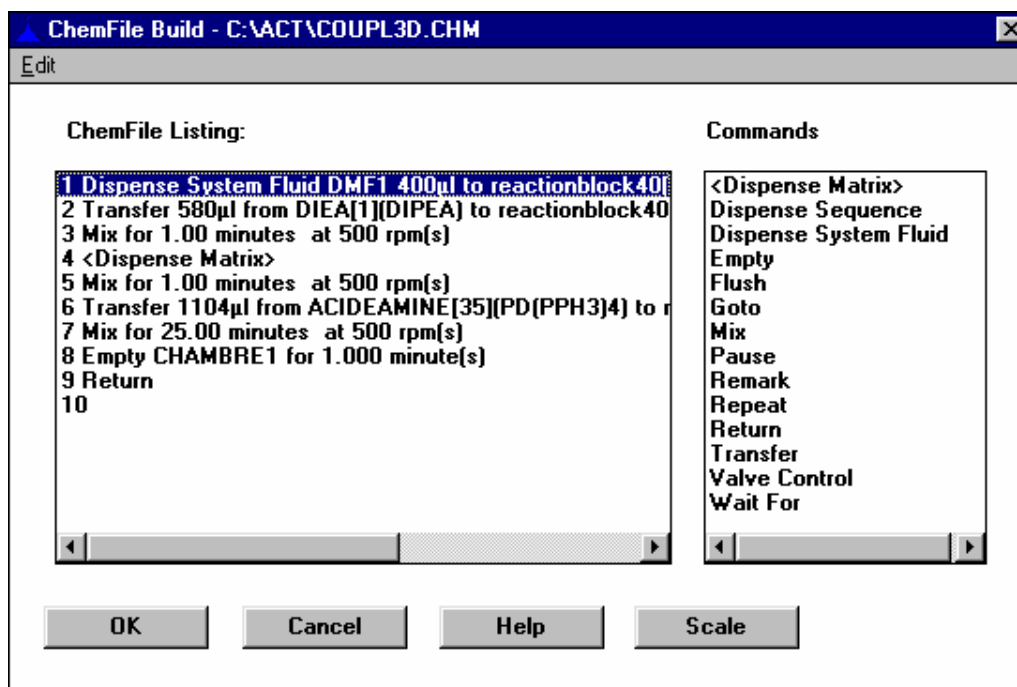 ChemFile Build - C:\ACT\COUPL3D.CHM
Edit
ChemFile Listing:
1 Dispense System Fluid DMF1 400µl to reactionblock40[
2 Transfer 580µl from DIEA[1](DIPEA) to reactionblock40
3 Mix for 1.00 minutes  at 500 rpm(s)
4 <Dispense Matrix>
5 Mix for 1.00 minutes  at 500 rpm(s)
6 Transfer 1104µl from ACIDEAMINE[35](PD(PPH3)4) to r
7 Mix for 25.00 minutes  at 500 rpm(s)
8 Empty CHAMBRE1 for 1.000 minute(s)
9 Return
10
Commands
<Dispense Matrix>
Dispense Sequence
Dispense System Fluid
Empty
Flush
Goto
Mix
Pause
Remark
Repeat
Return
Transfer
Valve Control
Wait For
OK
Cancel
Help
Scale